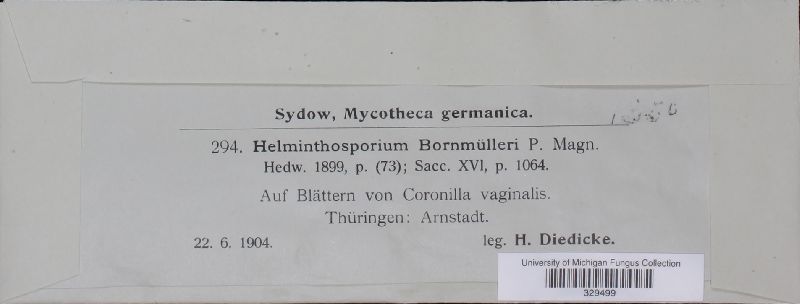 Sydow, Mycotheca germanica.
294. Helminthosporium Bornmülleri P. Magn.
Hedw. 1899, p. (73); Sacc. XVI, p. 1064.
Auf Blättern von Coronilla vaginalis.
Thüringen: Arnstadt.
22. 6. 1904. leg. H. Diedicke.
University of Michigan Fungus Collection
329499